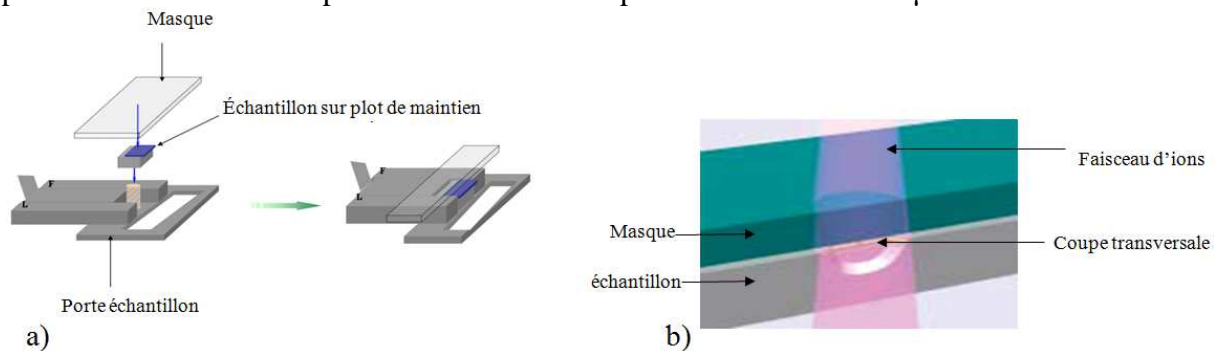 Masque
Échantillon sur plot de maintien
F
L
F
L
Porte échantillon
a)
Faisceau d'ions
Masque
Coupe transversale
échantillon
b)